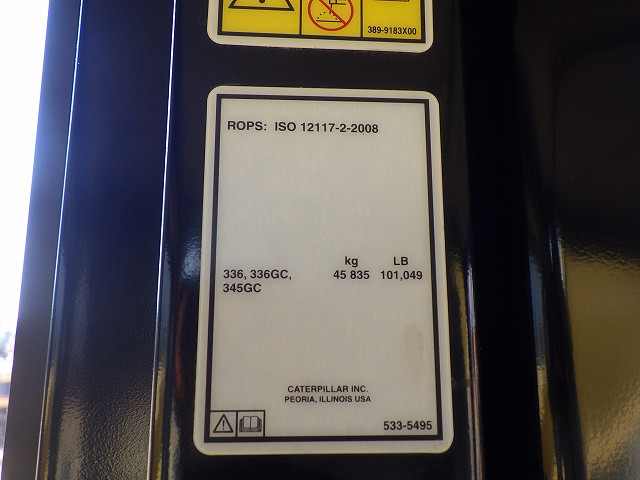 389-9183X00
ROPS: ISO 12117-2-2008
kg LB
336, 336GC, 45 835 101,049
345GC
CATERPILLAR INC.
PEORIA, ILLINOIS USA
533-5495